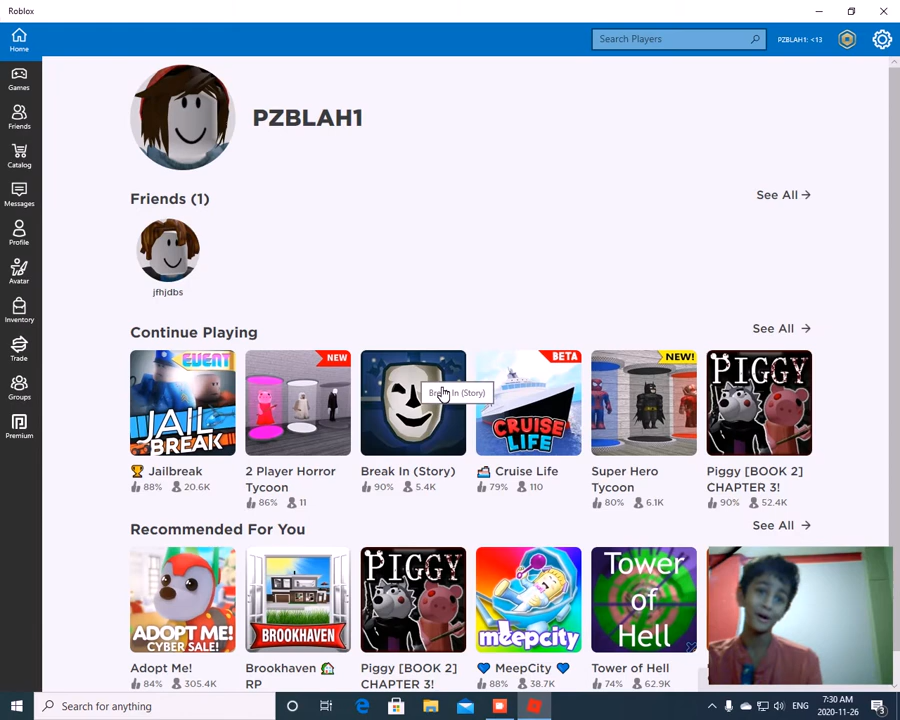 Roblox
Home
Search Players
PZBLAH1: <13
Games
Friends
Catalog
Messages
Profile
Avatar
Inventory
Trade
Groups
Premium
PZBLAH1
Friends (1)
See All
jfhjdbs
Continue Playing
See All
EVENT
JAIL
BREAK
NEW
BETA
CRUISE
LIFE
NEW!
PIGGY
Break In (Story)
Jailbreak
88% 20.6K
2 Player Horror
Tycoon
86% 11
Break In (Story)
90% 5.4K
Cruise Life
79% 110
Super Hero
Tycoon
80% 6.1K
Piggy [BOOK 2]
CHAPTER 3!
90% 52.4K
Recommended For You
See All
ADOPT ME!
CYBER SALE!
BROOKHAVEN
PIGGY
meepcity
Tower
of
Hell
Adopt Me!
84% 305.4K
Brookhaven
RP
Piggy [BOOK 2]
CHAPTER 3!
MeepCity
88% 38.7K
Tower of Hell
74% 62.9K
Search for anything
ENG
7:30 AM
2020-11-26
3